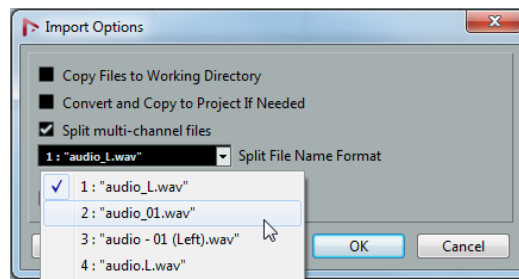 Import Options
Copy Files to Working Directory
Convert and Copy to Project If Needed
Split multi-channel files
1 : "audio_L.wav" Split File Name Format
1 : "audio_L.wav"
2 : "audio_01.wav"
3 : "audio - 01 (Left).wav"
4 : "audio.L.wav"
OK Cancel